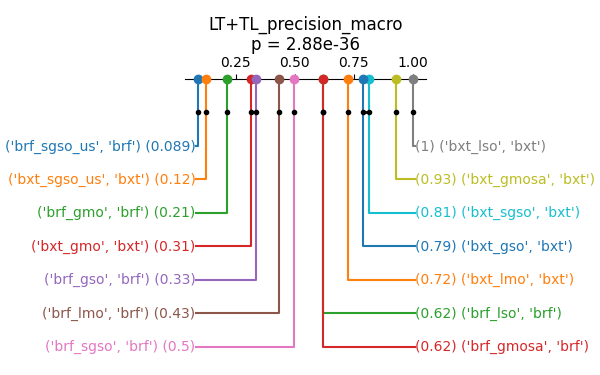 LT+TL_precision_macro
p = 2.88e-36
0.25 0.50 0.75 1.00
('brf_sgso_us', 'brf') (0.089) (1) ('bxt_lso', 'bxt')
('bxt_sgso_us', 'bxt') (0.12) (0.93) ('bxt_gmosa', 'bxt')
('brf_gmo', 'brf') (0.21) (0.81) ('bxt_sgso', 'bxt')
('bxt_gmo', 'bxt') (0.31) (0.79) ('bxt_gso', 'bxt')
('brf_gso', 'brf') (0.33) (0.72) ('bxt_lmo', 'bxt')
('brf_lmo', 'brf') (0.43) (0.62) ('brf_lso', 'brf')
('brf_sgso', 'brf') (0.5) (0.62) ('brf_gmosa', 'brf')